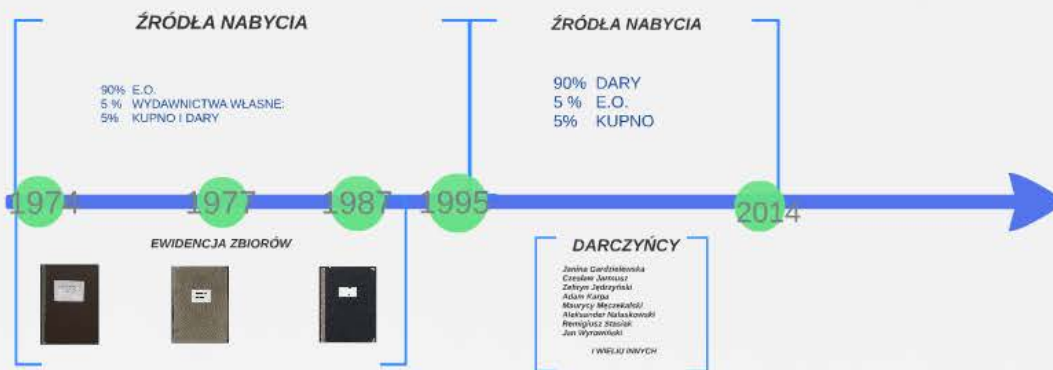 ŹRÓDŁA NABYCIA
90% E.O.
5 % WYDAWNICTWA WŁASNE:
5% KUPNO I DARY
ŹRÓDŁA NABYCIA
90% DARY
5 % E.O.
5% KUPNO
1974
1977
1987
1995
2014
EWIDENCJA ZBIORÓW
DARCZYŃCY
Janina Gardzielewska
Czesław Jarmusz
Zefiryn Jędrzyński
Adam Karpa
Maurycy Męczekalski
Aleksander Nalaskowski
Remigiusz Stasiak
Jan Wyrowiński
I WIELU INNYCH